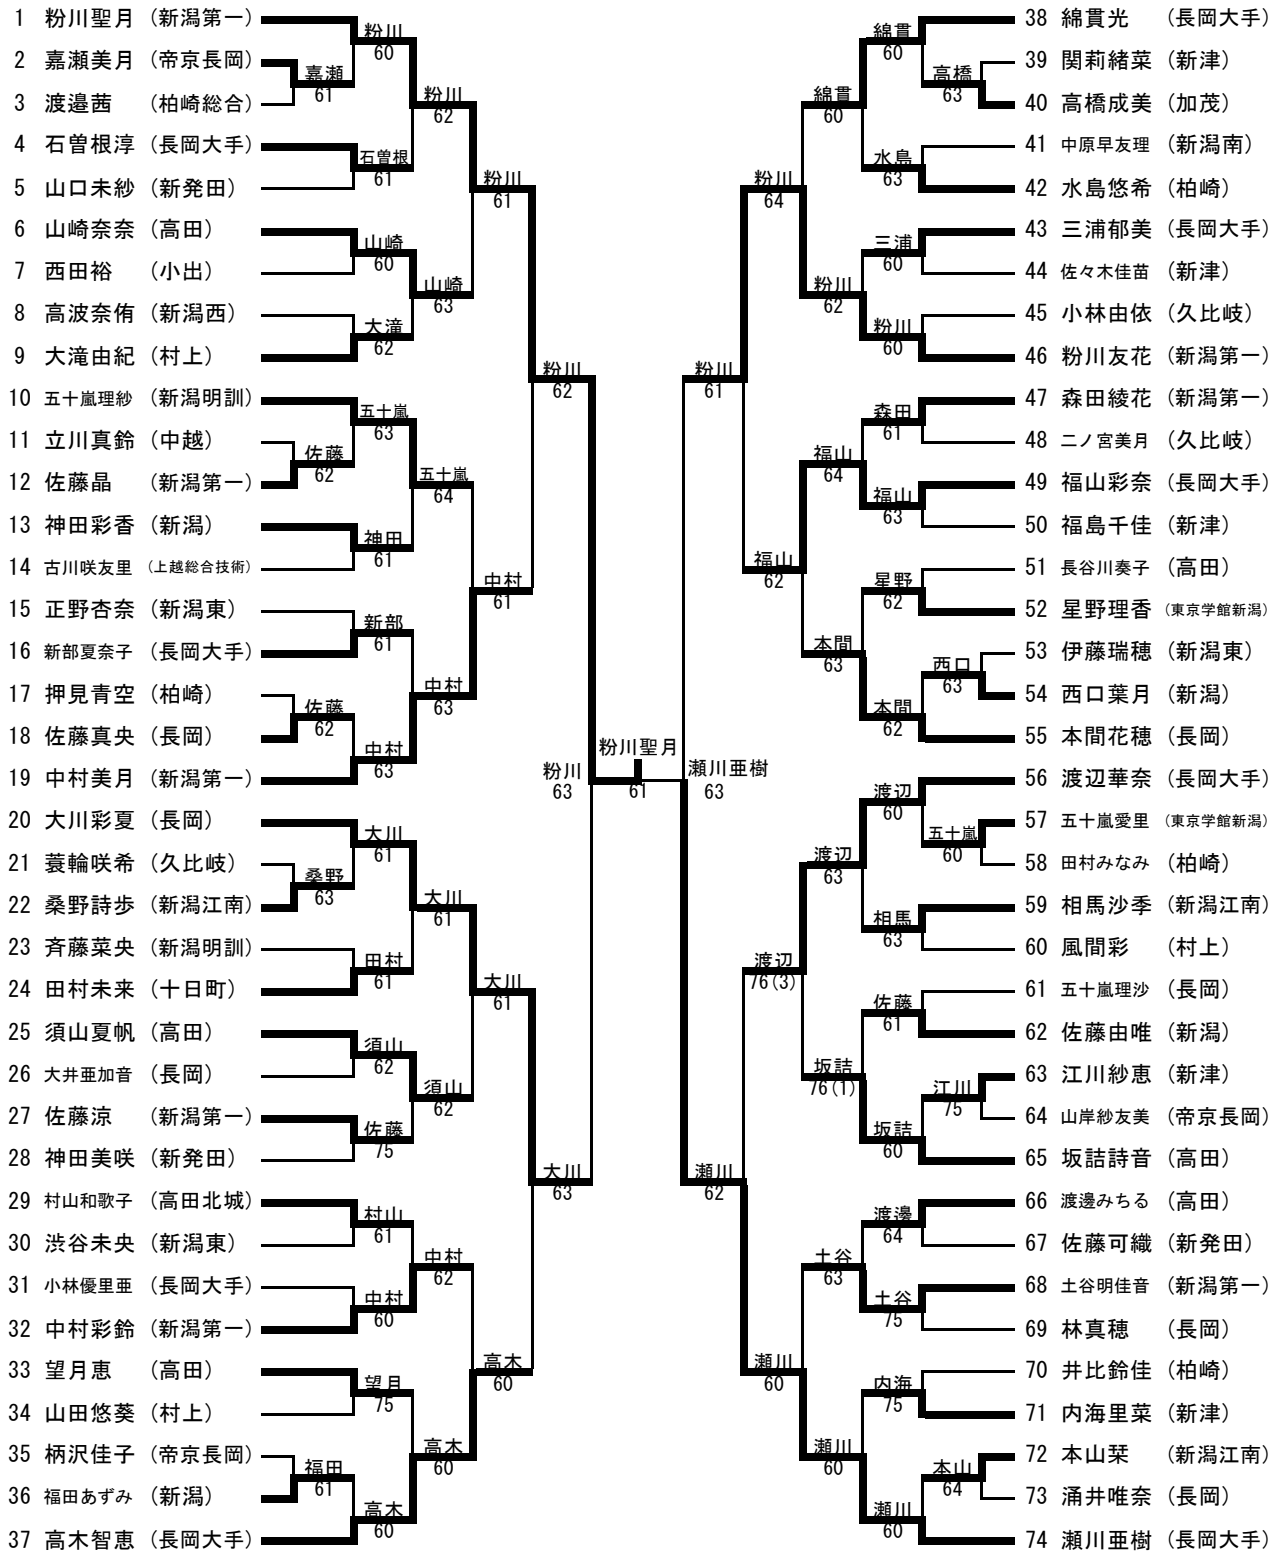 1 粉川聖月 (新潟第一)
2 嘉瀬美月 (帝京長岡)
3 渡邉茜 (柏崎総合)
4 石曽根淳 (長岡大手)
5 山口未紗 (新発田)
6 山崎奈奈 (高田)
7 西田裕 (小出)
8 高波奈侑 (新潟西)
9 大滝由紀 (村上)
10 五十嵐理紗 (新潟明訓)
11 立川真鈴 (中越)
12 佐藤晶 (新潟第一)
13 神田彩香 (新潟)
14 古川咲友里 (上越総合技術)
15 正野杏奈 (新潟東)
16 新部夏奈子 (長岡大手)
17 押見青空 (柏崎)
18 佐藤真央 (長岡)
19 中村美月 (新潟第一)
20 大川彩夏 (長岡)
21 蓑輪咲希 (久比岐)
22 桑野詩歩 (新潟江南)
23 斉藤菜央 (新潟明訓)
24 田村未来 (十日町)
25 須山夏帆 (高田)
26 大井亜加音 (長岡)
27 佐藤涼 (新潟第一)
28 神田美咲 (新発田)
29 村山和歌子 (高田北城)
30 渋谷未央 (新潟東)
31 小林優里亜 (長岡大手)
32 中村彩鈴 (新潟第一)
33 望月恵 (高田)
34 山田悠葵 (村上)
35 柄沢佳子 (帝京長岡)
36 福田あずみ (新潟)
37 高木智恵 (長岡大手)
嘉瀬
61
佐藤
62
佐藤
62
桑野
63
福田
61
粉川
60
石曽根
61
山崎
60
大滝
62
五十嵐
63
神田
61
新部
61
中村
63
大川
61
田村
61
須山
62
佐藤
75
村山
61
中村
60
望月
75
高木
60
粉川
62
山崎
63
五十嵐
64
中村
63
大川
61
須山
62
中村
62
高木
60
粉川
61
中村
61
大川
61
高木
60
粉川
62
大川
63
粉川
63
粉川聖月
61
瀬川亜樹
63
粉川
61
瀬川
62
粉川
64
福山
62
渡辺
76(3)
瀬川
60
綿貫
60
粉川
62
福山
64
本間
63
渡辺
63
坂詰
76(1)
土谷
63
瀬川
60
綿貫
60
水島
63
三浦
60
粉川
60
森田
61
福山
63
星野
62
本間
62
渡辺
60
相馬
63
佐藤
61
坂詰
60
渡邊
64
土谷
75
内海
75
瀬川
60
高橋
63
西口
63
五十嵐
60
江川
75
本山
64
38 綿貫光 (長岡大手)
39 関莉緒菜 (新津)
40 高橋成美 (加茂)
41 中原早友理 (新潟南)
42 水島悠希 (柏崎)
43 三浦郁美 (長岡大手)
44 佐々木佳苗 (新津)
45 小林由依 (久比岐)
46 粉川友花 (新潟第一)
47 森田綾花 (新潟第一)
48 二ノ宮美月 (久比岐)
49 福山彩奈 (長岡大手)
50 福島千佳 (新津)
51 長谷川奏子 (高田)
52 星野理香 (東京学館新潟)
53 伊藤瑞穂 (新潟東)
54 西口葉月 (新潟)
55 本間花穂 (長岡)
56 渡辺華奈 (長岡大手)
57 五十嵐愛里 (東京学館新潟)
58 田村みなみ (柏崎)
59 相馬沙季 (新潟江南)
60 風間彩 (村上)
61 五十嵐理沙 (長岡)
62 佐藤由唯 (新潟)
63 江川紗恵 (新津)
64 山岸紗友美 (帝京長岡)
65 坂詰詩音 (高田)
66 渡邊みちる (高田)
67 佐藤可織 (新発田)
68 土谷明佳音 (新潟第一)
69 林真穂 (長岡)
70 井比鈴佳 (柏崎)
71 内海里菜 (新津)
72 本山栞 (新潟江南)
73 涌井唯奈 (長岡)
74 瀬川亜樹 (長岡大手)